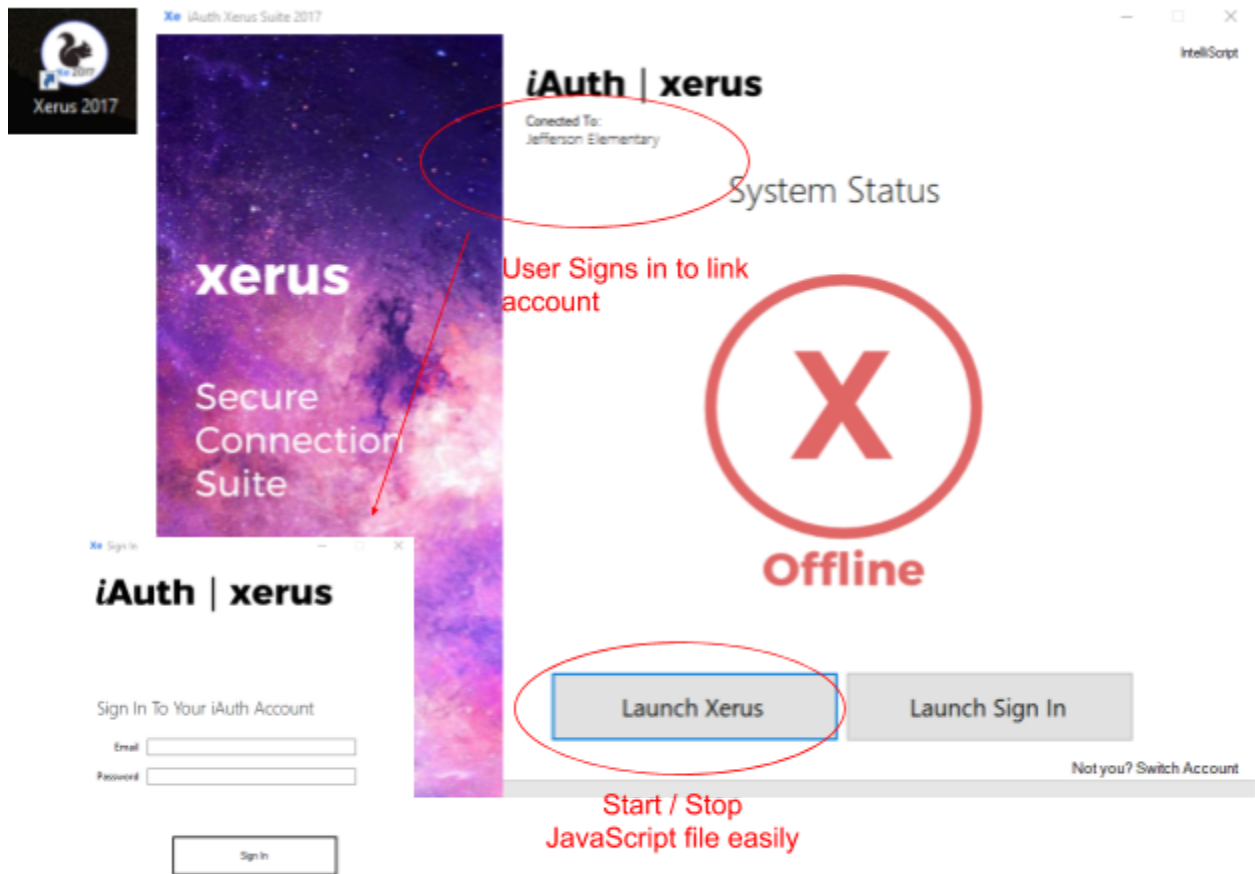 Xe 2017
Xerus 2017
Xe iAuth Xerus Suite 2017
IntelliScript
iAuth | xerus
Conected To:
Jefferson Elementary
System Status
xerus
User Signs in to link
account
Secure
Connection
Suite
X
Offline
Xe Sign In
iAuth | xerus
Sign In To Your iAuth Account
Email
Password
Sign In
Launch Xerus
Launch Sign In
Not you? Switch Account
Start / Stop
JavaScript file easily